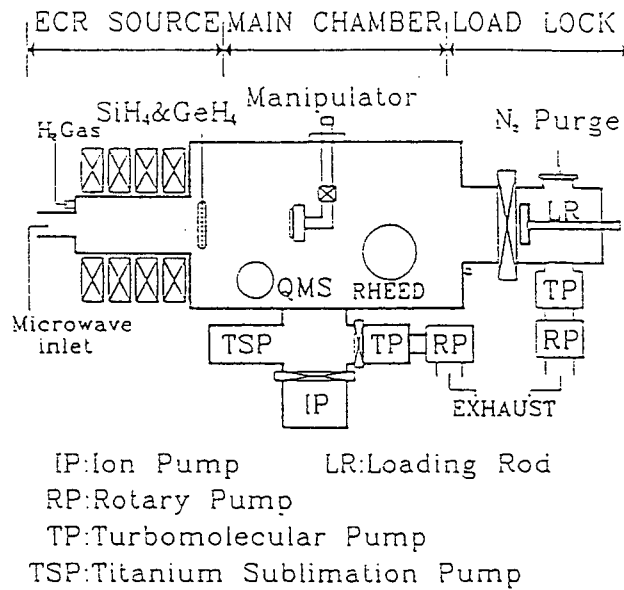 ECR SOURCE MAIN CHAMBER LOAD LOCK
SiH₄&GeH₄
Manipulator
N₂ Purge
H₂Gas
LR
QMS
RHEED
TP
Microwave
inlet
TSP
TP
RP
RP
IP
EXHAUST
IP:Ion Pump LR:Loading Rod
RP:Rotary Pump
TP:Turbomolecular Pump
TSP:Titanium Sublimation Pump